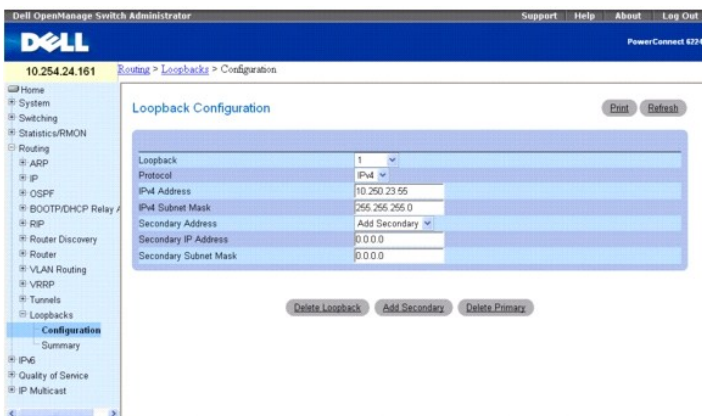 Dell OpenManage Switch Administrator Support Help About Log Out
DELL
PowerConnect 622
10.254.24.161 Routing > Loopbacks > Configuration
Home
System
Switching
Statistics/RMON
Routing
ARP
IP
OSPF
BOOTP/DHCP Relay A
RIP
Router Discovery
Router
VLAN Routing
VRRP
Tunnels
Loopbacks
Configuration
Summary
IPv6
Quality of Service
IP Multicast
Loopback Configuration Print Refresh
Loopback 1
Protocol IPv4
IPv4 Address 10.250.23.55
IPv4 Subnet Mask 255.255.255.0
Secondary Address Add Secondary
Secondary IP Address 0.0.0.0
Secondary Subnet Mask 0.0.0.0
Delete Loopback Add Secondary Delete Primary